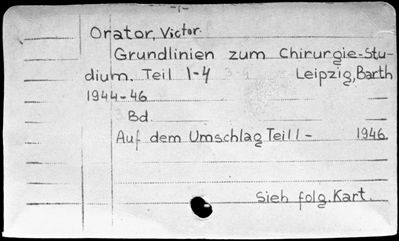 -1-
Orator, Victor
Grundlinien zum Chirurgie-Stu-
dium. Teil 1-4 Leipzig, Barth
1944-46
Bd.
Auf dem Umschlag Teil 1- 1946
Sieh folg. Kart.